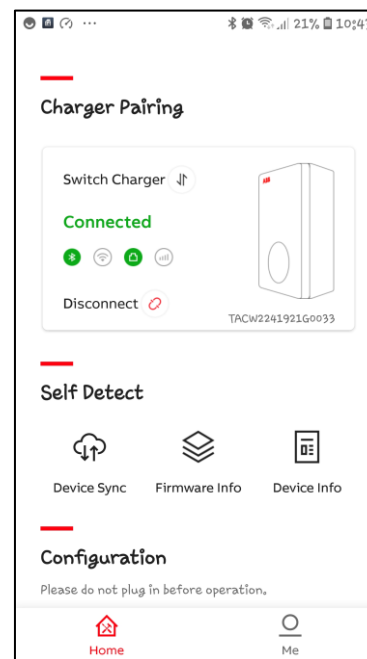 21% 10:4
Charger Pairing
Switch Charger
Connected
ABB
Disconnect
TACW2241921G0033
Self Detect
Device Sync Firmware Info Device Info
Configuration
Please do not plug in before operation.
Home Me